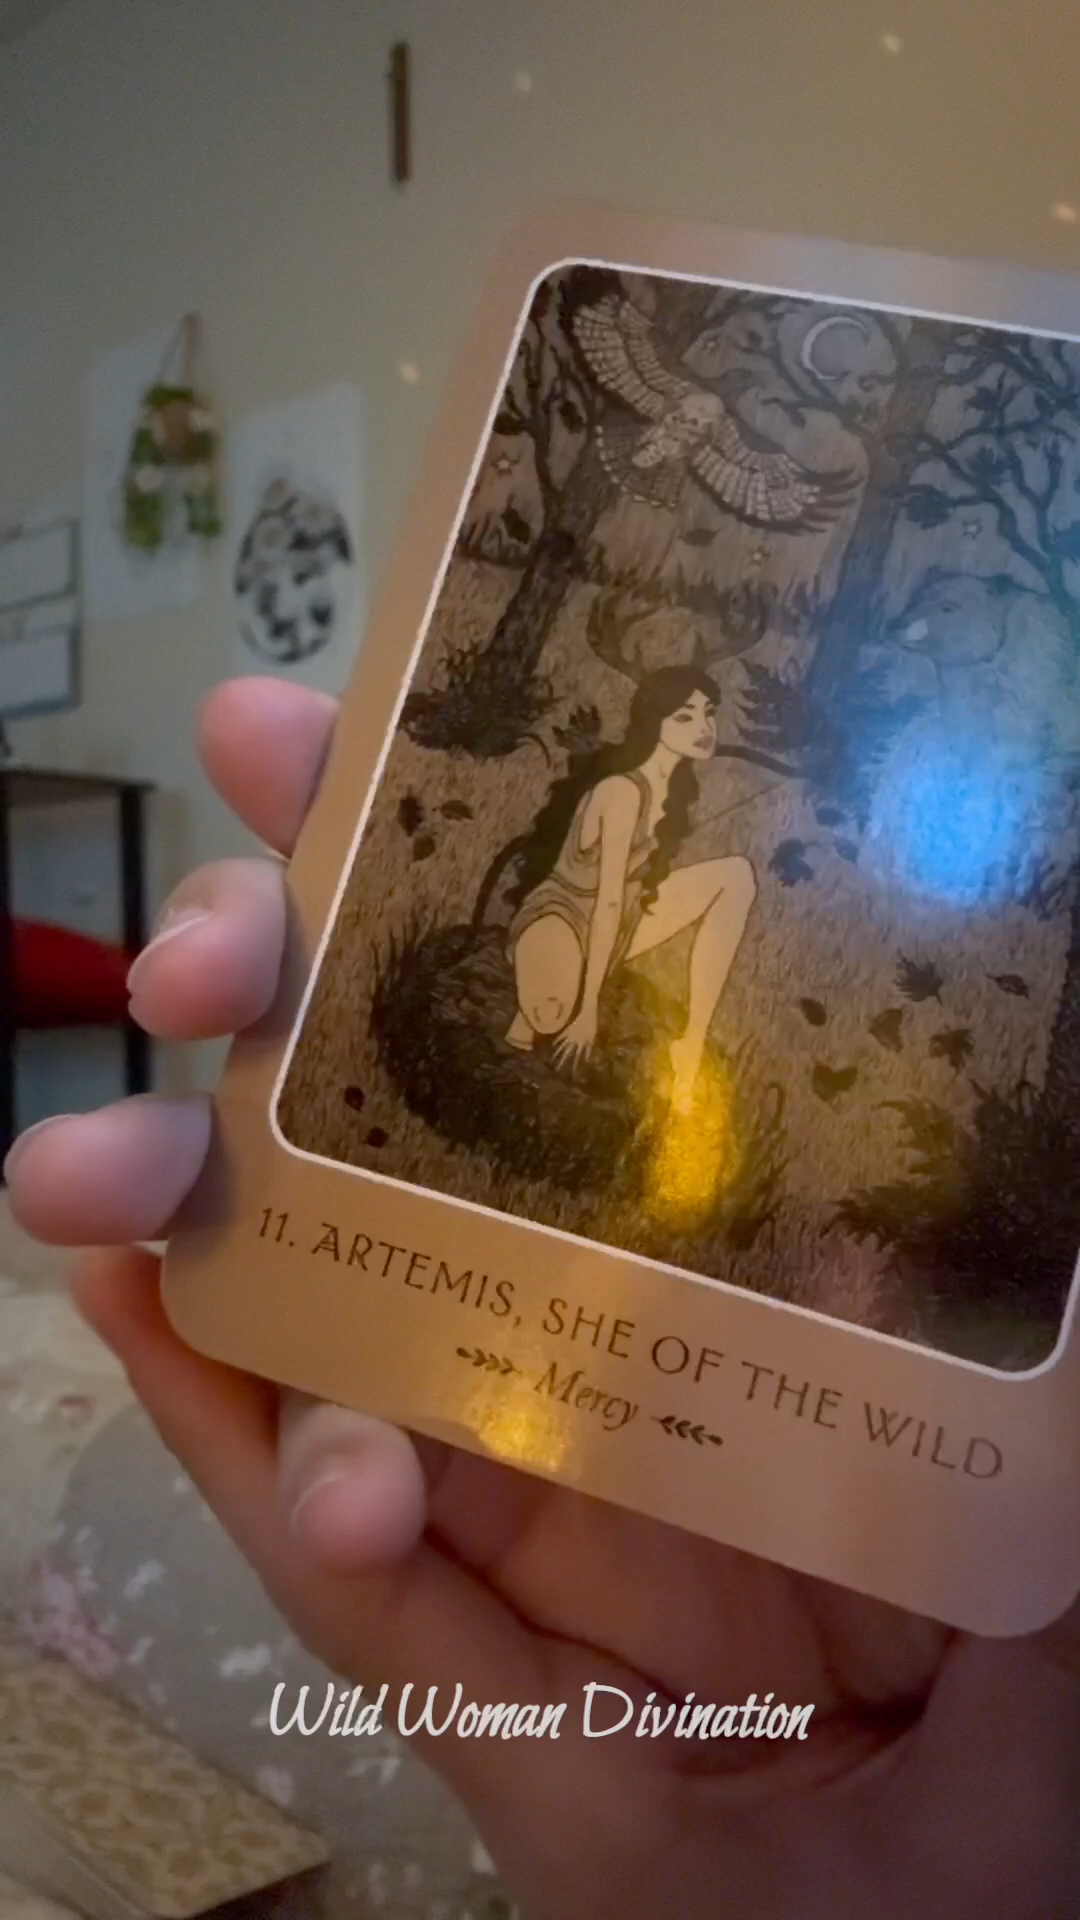 11. ARTEMIS, SHE OF THE WILD
Mercy
Wild Woman Divination